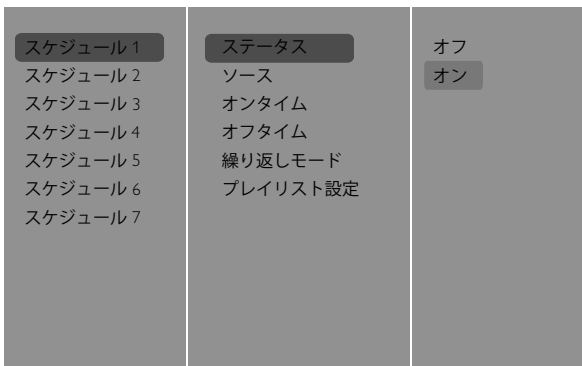 スケジュール 1
スケジュール 2
スケジュール 3
スケジュール 4
スケジュール 5
スケジュール 6
スケジュール 7
ステータス
ソース
オンタイム
オフタイム
繰り返しモード
プレイリスト設定
オフ
オン